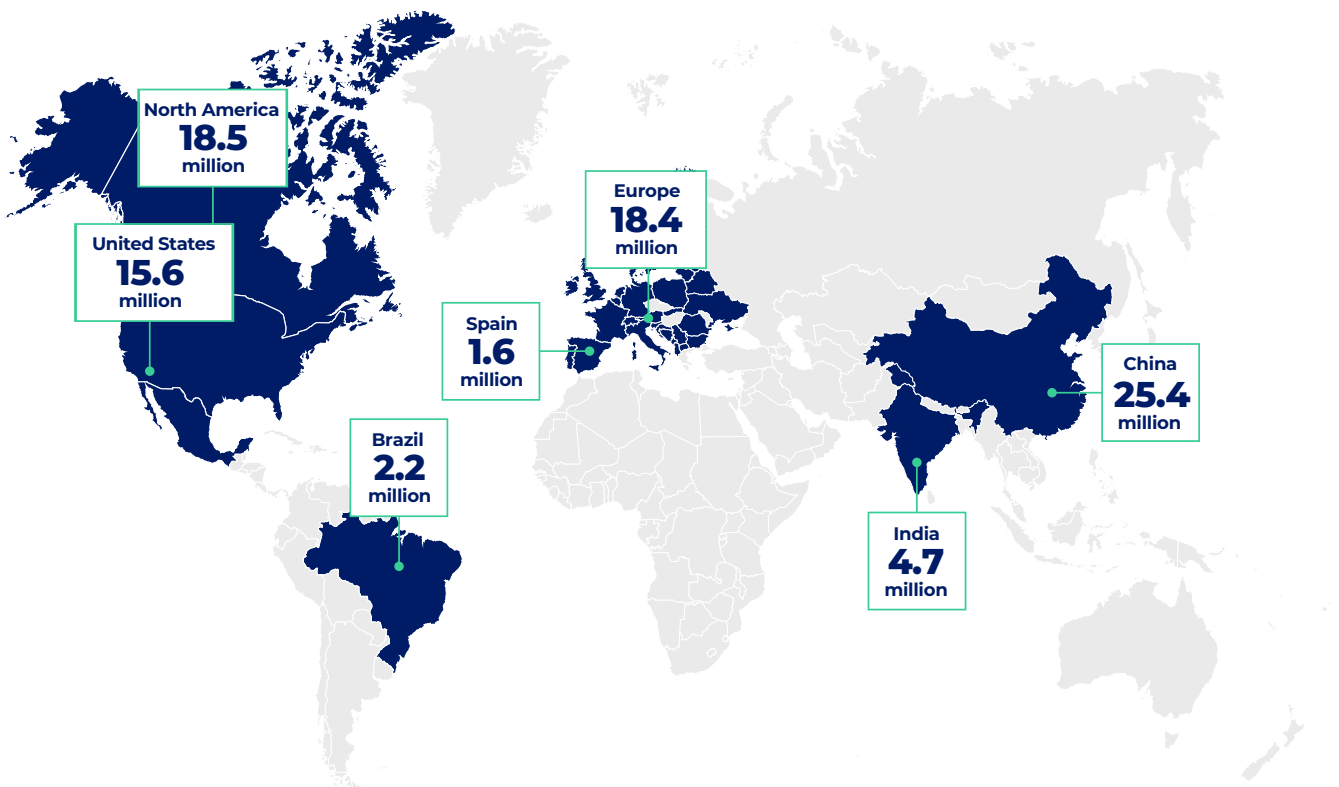 North America
18.5
million
United States
15.6
million
Europe
18.4
million
Spain
1.6
million
Brazil
2.2
million
China
25.4
million
India
4.7
million